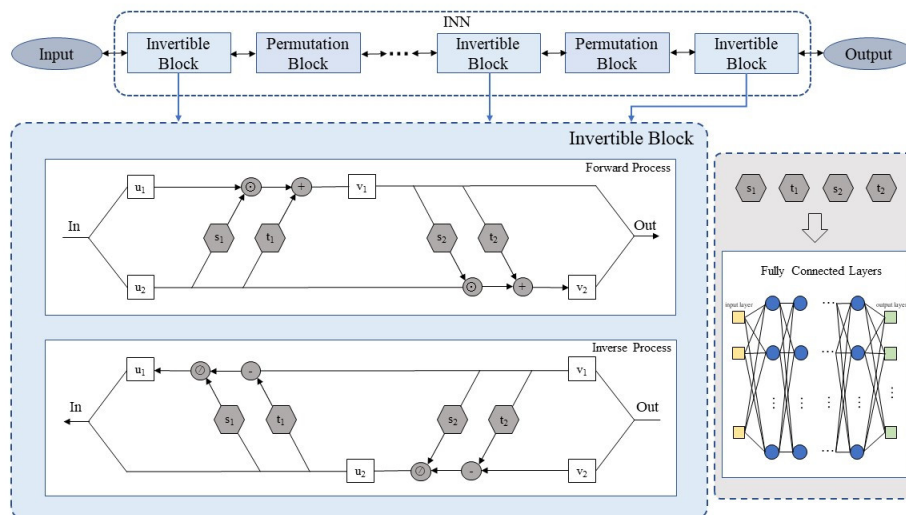 INN
Input
Invertible
Block
Permutation
Block
Invertible
Block
Permutation
Block
Invertible
Block
Output
Invertible Block
Forward Process
u1
v1
In
s1
t1
s2
t2
Out
u2
v2
Inverse Process
u1
-
v1
In
s1
t1
s2
t2
Out
u2
-
v2
s1
t1
s2
t2
Fully Connected Layers
input layer
output layer